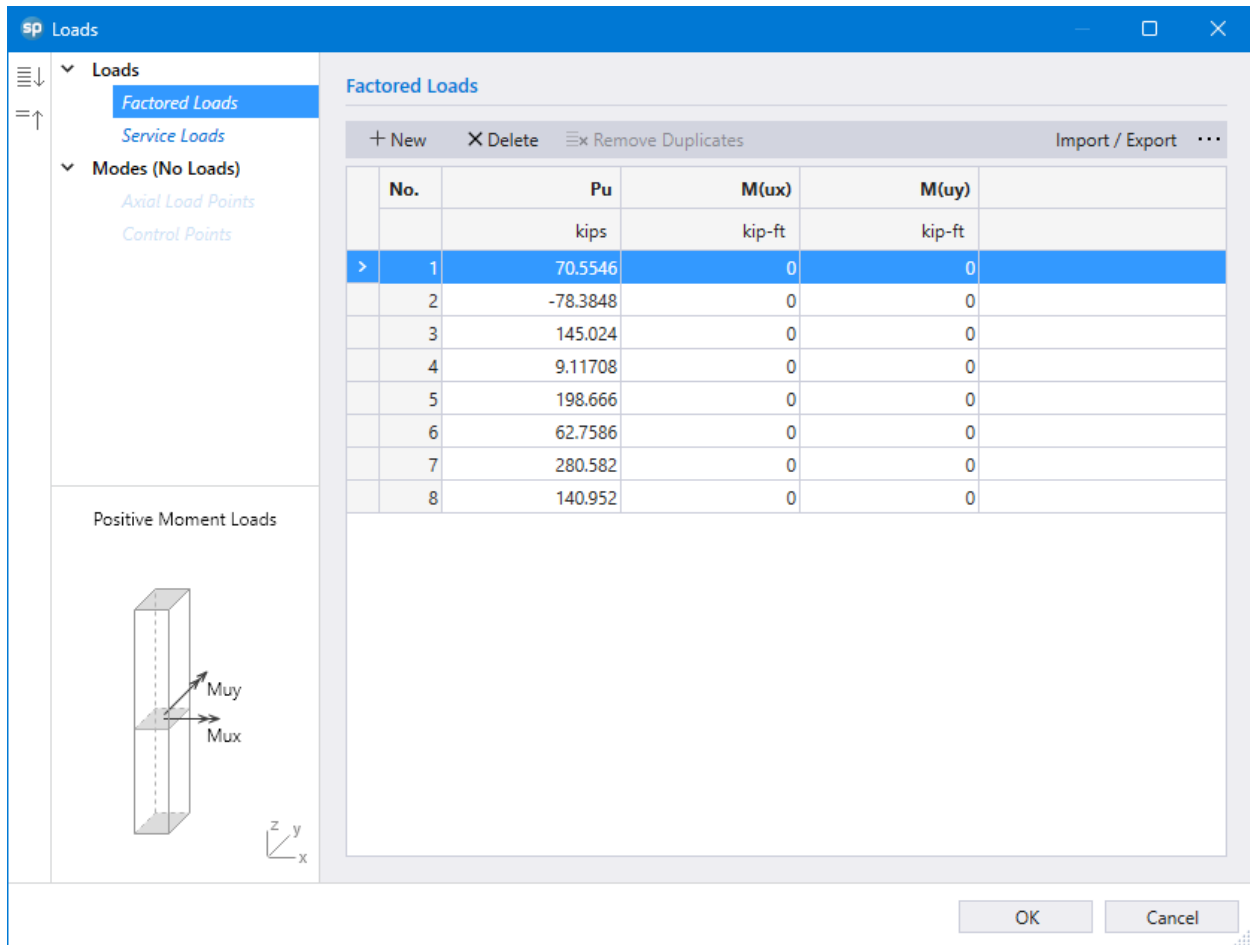 sp Loads
Loads
Factored Loads
Service Loads
Modes (No Loads)
Axial Load Points
Control Points
Positive Moment Loads
Muy
Mux
z
y
x
Factored Loads
New Delete Remove Duplicates Import / Export ...
No. Pu M(ux) M(uy)
kips kip-ft kip-ft
1 70.5546 0 0
2 -78.3848 0 0
3 145.024 0 0
4 9.11708 0 0
5 198.666 0 0
6 62.7586 0 0
7 280.582 0 0
8 140.952 0 0
OK Cancel